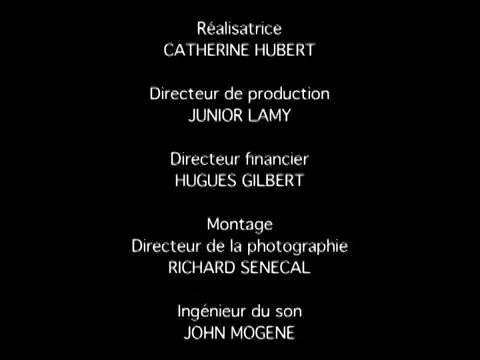 Réalisatrice
CATHERINE HUBERT
Directeur de production
JUNIOR LAMY
Directeur financier
HUGUES GILBERT
Montage
Directeur de la photographie
RICHARD SENECAL
Ingénieur du son
JOHN MOGENE